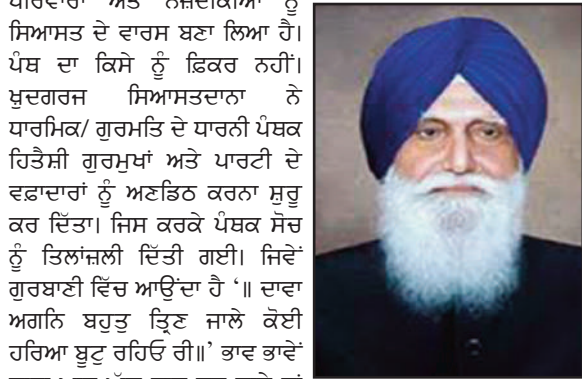 ਸਿਆਸਤ ਦੇ ਵਾਰਸ ਬਣਾ ਲਿਆ ਹੈ।
ਪੰਥ ਦਾ ਕਿਸੇ ਨੂੰ ਫ਼ਿਕਰ ਨਹੀਂ।
ਖ਼ੁਦਗਰਜ ਸਿਆਸਤਦਾਨਾ ਨੇ
ਧਾਰਮਿਕ/ ਗੁਰਮਤਿ ਦੇ ਧਾਰਨੀ ਪੰਥਕ
ਹਿਤੈਸ਼ੀ ਗੁਰਮੁਖਾਂ ਅਤੇ ਪਾਰਟੀ ਦੇ
ਵਫ਼ਾਦਾਰਾਂ ਨੂੰ ਅਣਡਿਠ ਕਰਨਾ ਸ਼ੁਰੂ
ਕਰ ਦਿੱਤਾ। ਜਿਸ ਕਰਕੇ ਪੰਥਕ ਸੋਚ
ਨੂੰ ਤਿਲਾਂਜ਼ਲੀ ਦਿੱਤੀ ਗਈ। ਜਿਵੇਂ
ਗੁਰਬਾਣੀ ਵਿੱਚ ਆਉਂਦਾ ਹੈ ‘॥ ਦਾਵਾ
ਅਗਨਿ ਬਹੁਤੁ ਤ੍ਰਿਣ ਜਾਲੇ ਕੋਈ
ਹਰਿਆ ਬੂਟੁ ਰਹਿਓ ਰੀ॥’ ਭਾਵ ਭਾਵੇਂ